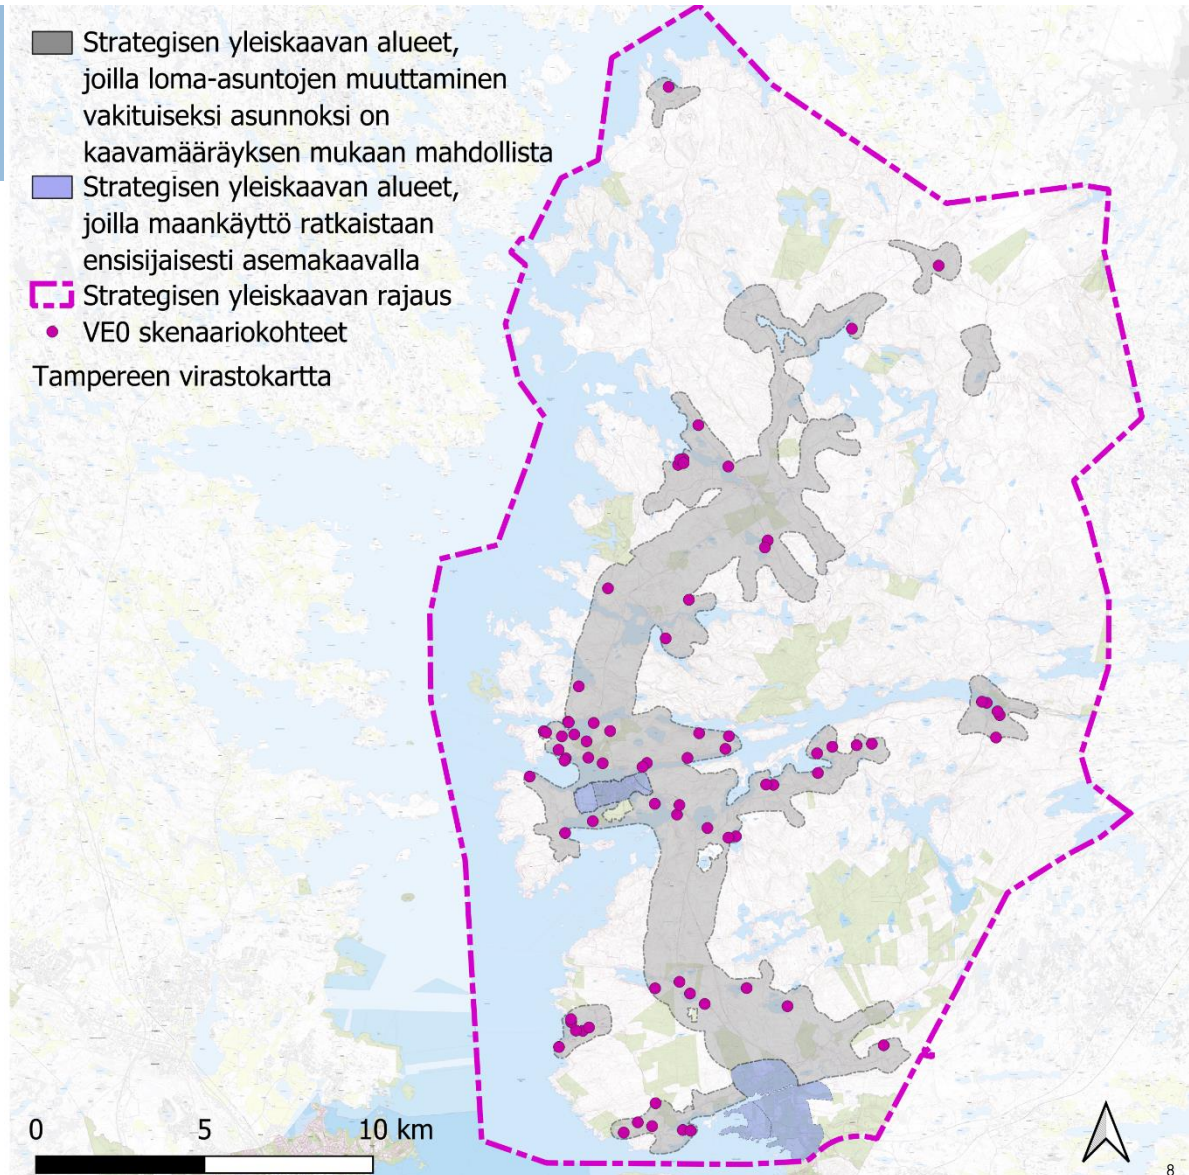 Strategisen yleiskaavan alueet,
joilla loma-asuntojen muuttaminen
vakituiseksi asunnoksi on
kaavamääräyksen mukaan mahdollista
Strategisen yleiskaavan alueet,
joilla maankäyttö ratkaistaan
ensisijaisesti asemakaavalla
Strategisen yleiskaavan rajaus
VE0 skenaariokohteet
Tampereen virastokartta
0 5 10 km
8